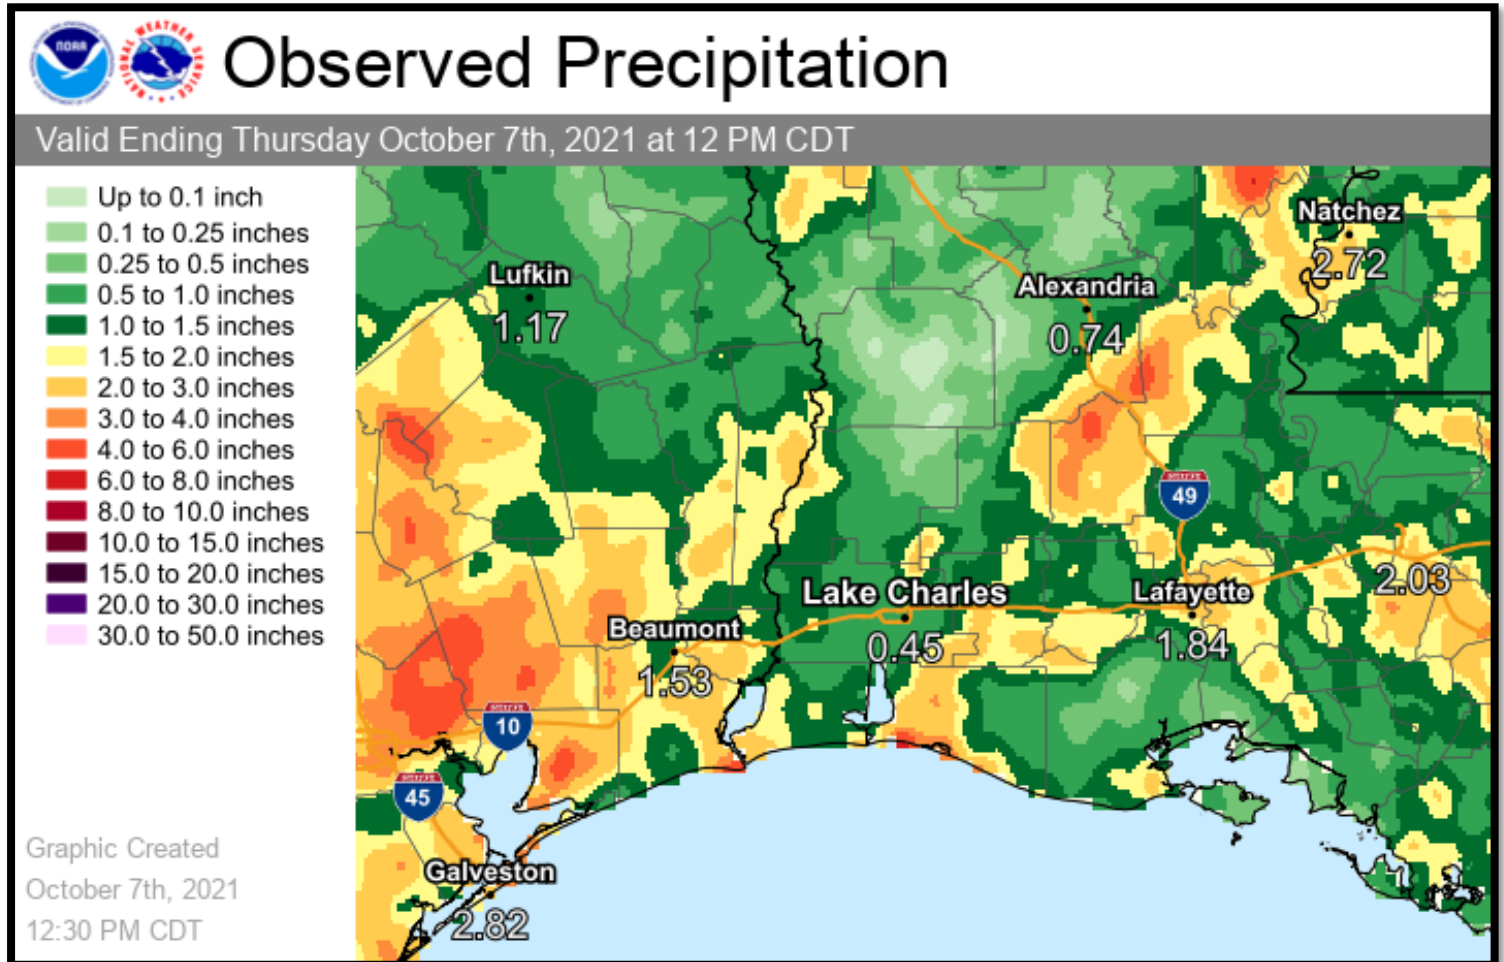 NOAA
NATIONAL WEATHER SERVICE
Observed Precipitation
Valid Ending Thursday October 7th, 2021 at 12 PM CDT
Up to 0.1 inch
0.1 to 0.25 inches
0.25 to 0.5 inches
0.5 to 1.0 inches
1.0 to 1.5 inches
1.5 to 2.0 inches
2.0 to 3.0 inches
3.0 to 4.0 inches
4.0 to 6.0 inches
6.0 to 8.0 inches
8.0 to 10.0 inches
10.0 to 15.0 inches
15.0 to 20.0 inches
20.0 to 30.0 inches
30.0 to 50.0 inches
Graphic Created
October 7th, 2021
12:30 PM CDT
Natchez
2.72
Lufkin
1.17
Alexandria
0.74
49
2.03
Lake Charles
0.45
Lafayette
1.84
Beaumont
1.53
10
45
Galveston
2.82